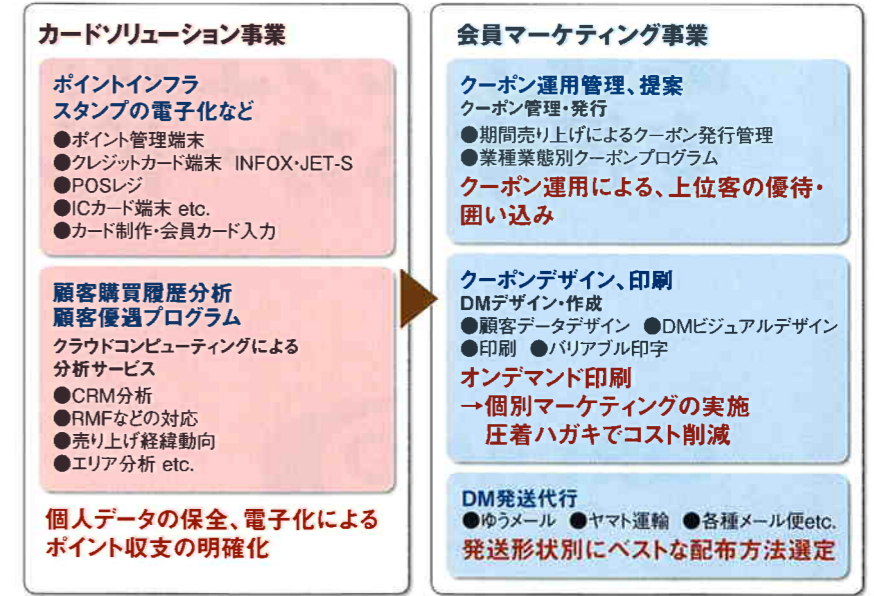 カードソリューション事業
ポイントインフラ
スタンプの電子化など
●ポイント管理端末
●クレジットカード端末 INFOX・JET-S
●POSレジ
●ICカード端末 etc.
●カード制作・会員カード入力
顧客購買履歴分析
顧客優遇プログラム
クラウドコンピューティングによる
分析サービス
●CRM分析
●RMFなどの対応
●売り上げ経緯動向
●エリア分析 etc.
個人データの保全、電子化による
ポイント収支の明確化
会員マーケティング事業
クーポン運用管理、提案
クーポン管理・発行
●期間売り上げによるクーポン発行管理
●業種業態別クーポンプログラム
クーポン運用による、上位客の優待・
囲い込み
クーポンデザイン、印刷
DMデザイン・作成
●顧客データデザイン ●DMビジュアルデザイン
●印刷 ●バリアブル印字
オンデマンド印刷
→個別マーケティングの実施
圧着ハガキでコスト削減
DM発送代行
●ゆうメール ●ヤマト運輸 ●各種メール便etc.
発送形状別にベストな配布方法選定